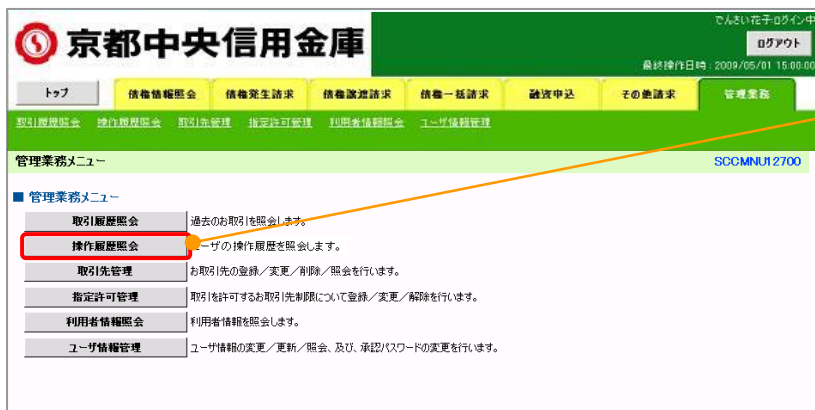 でんさい花子ログイン中
京都中央信用金庫
ログアウト
最終操作日時：2009/05/01 15:00:00
トップ 債権情報照会 債権発生請求 債権譲渡請求 債権一括請求 融資申込 その他請求 管理業務
取引履歴照会 操作履歴照会 取引先管理 指定許可管理 利用者情報照会 ユーザ情報管理
管理業務メニュー SCCMNU12700
■ 管理業務メニュー
取引履歴照会 過去のお取引を照会します。
操作履歴照会 ユーザの操作履歴を照会します。
取引先管理 お取引先の登録／変更／削除／照会を行います。
指定許可管理 取引を許可するお取引先制限について登録／変更／解除を行います。
利用者情報照会 利用者情報を照会します。
ユーザ情報管理 ユーザ情報の変更／更新／照会、及び、承認パスワードの変更を行います。